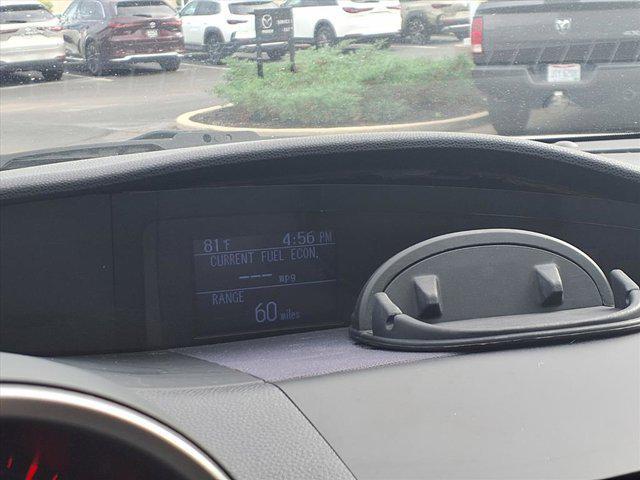 81°F 4:56 PM
CURRENT FUEL ECON.
--- mpg
RANGE
60 miles